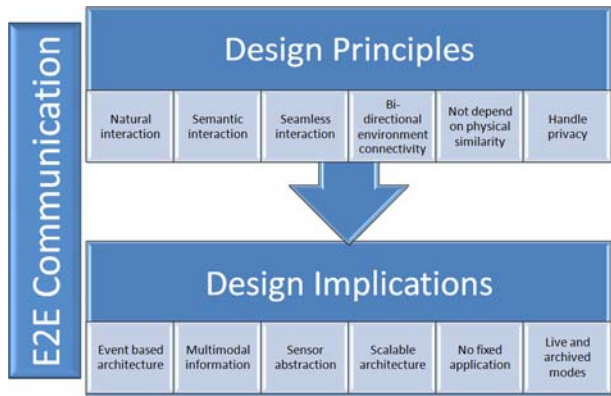 E2E Communication
Design Principles
Natural
interaction
Semantic
interaction
Seamless
interaction
Bi-
directional
environment
connectivity
Not depend
on physical
similarity
Handle
privacy
Design Implications
Event based
architecture
Multimodal
information
Sensor
abstraction
Scalable
architecture
No fixed
application
Live and
archived
modes